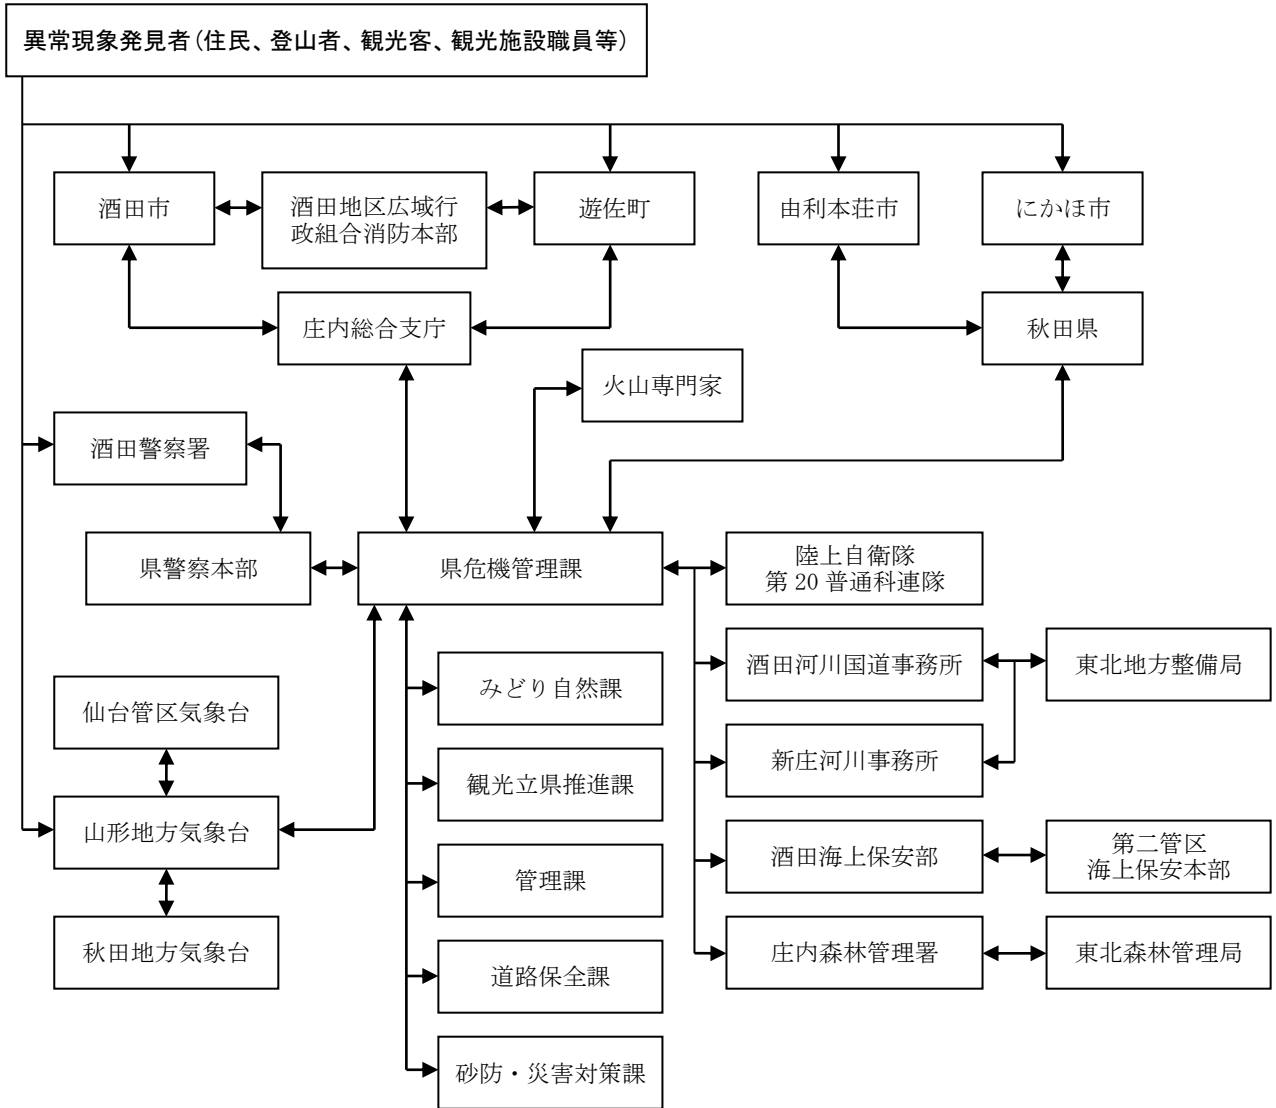 異常現象発見者（住民、登山者、観光客、観光施設職員等）
酒田市
酒田地区広域行
政組合消防本部
遊佐町
由利本荘市
にかほ市
庄内総合支庁
秋田県
火山専門家
酒田警察署
県警察本部
県危機管理課
陸上自衛隊
第 20 普通科連隊
みどり自然課
酒田河川国道事務所
東北地方整備局
仙台管区気象台
観光立県推進課
新庄河川事務所
山形地方気象台
管理課
酒田海上保安部
第二管区
海上保安本部
秋田地方気象台
道路保全課
庄内森林管理署
東北森林管理局
砂防・災害対策課